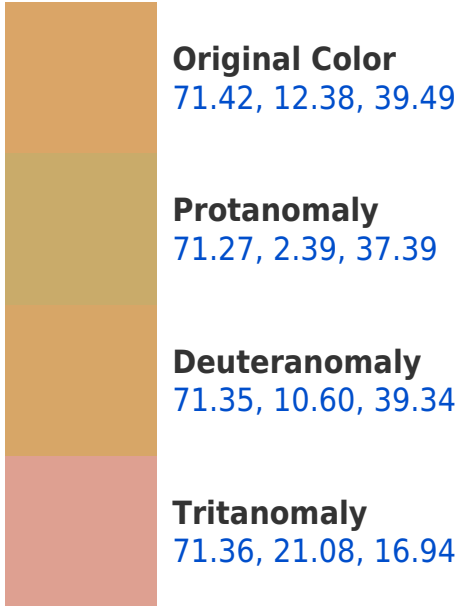 Original Color
71.42, 12.38, 39.49
Protanomaly
71.27, 2.39, 37.39
Deuteranomaly
71.35, 10.60, 39.34
Tritanomaly
71.36, 21.08, 16.94